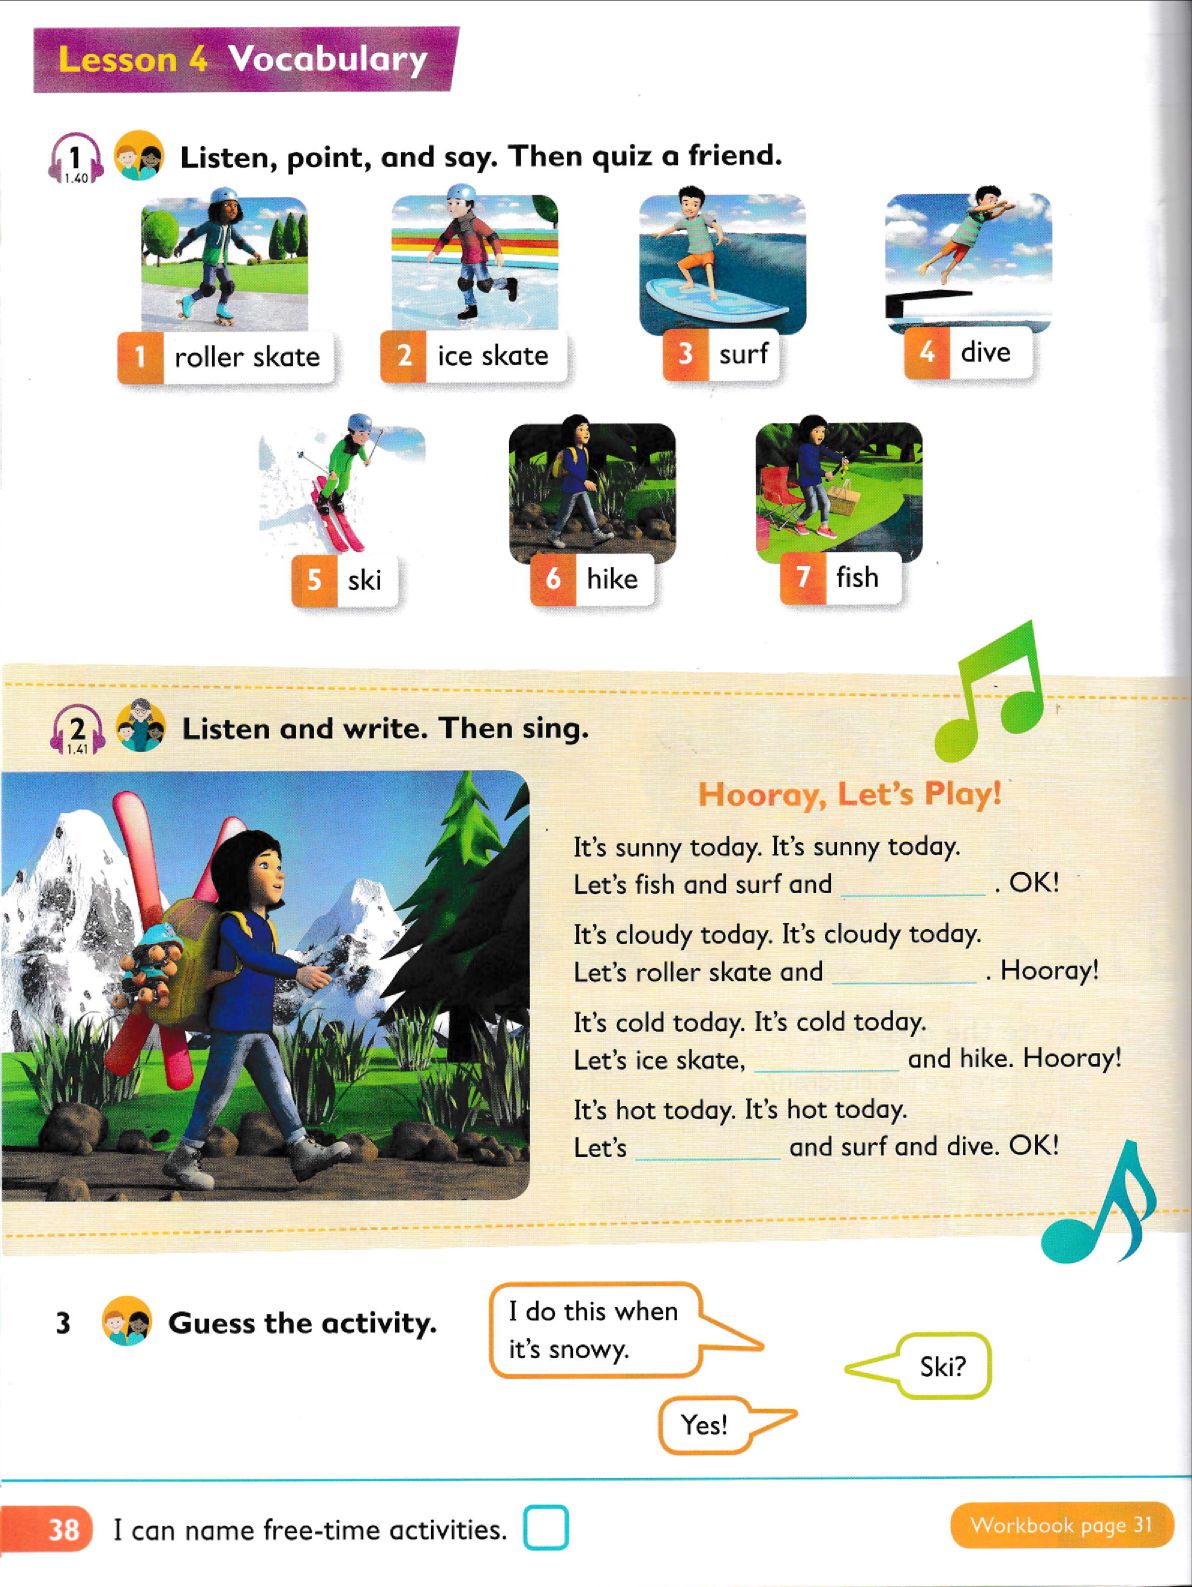 Lesson 4 Vocabulary
1
1.40
Listen, point, and say. Then quiz a friend.
1 roller skate
2 ice skate
3 surf
4 dive
5 ski
6 hike
7 fish
2
1.41
Listen and write. Then sing.
Hooray, Let's Play!
It's sunny today. It's sunny today.
Let's fish and surf and ____________ . OK!
It's cloudy today. It's cloudy today.
Let's roller skate and ____________ . Hooray!
It's cold today. It's cold today.
Let's ice skate, ____________ and hike. Hooray!
It's hot today. It's hot today.
Let's ____________ and surf and dive. OK!
3 Guess the activity.
I do this when
it's snowy.
Ski?
Yes!
38 I can name free-time activities.
Workbook page 31